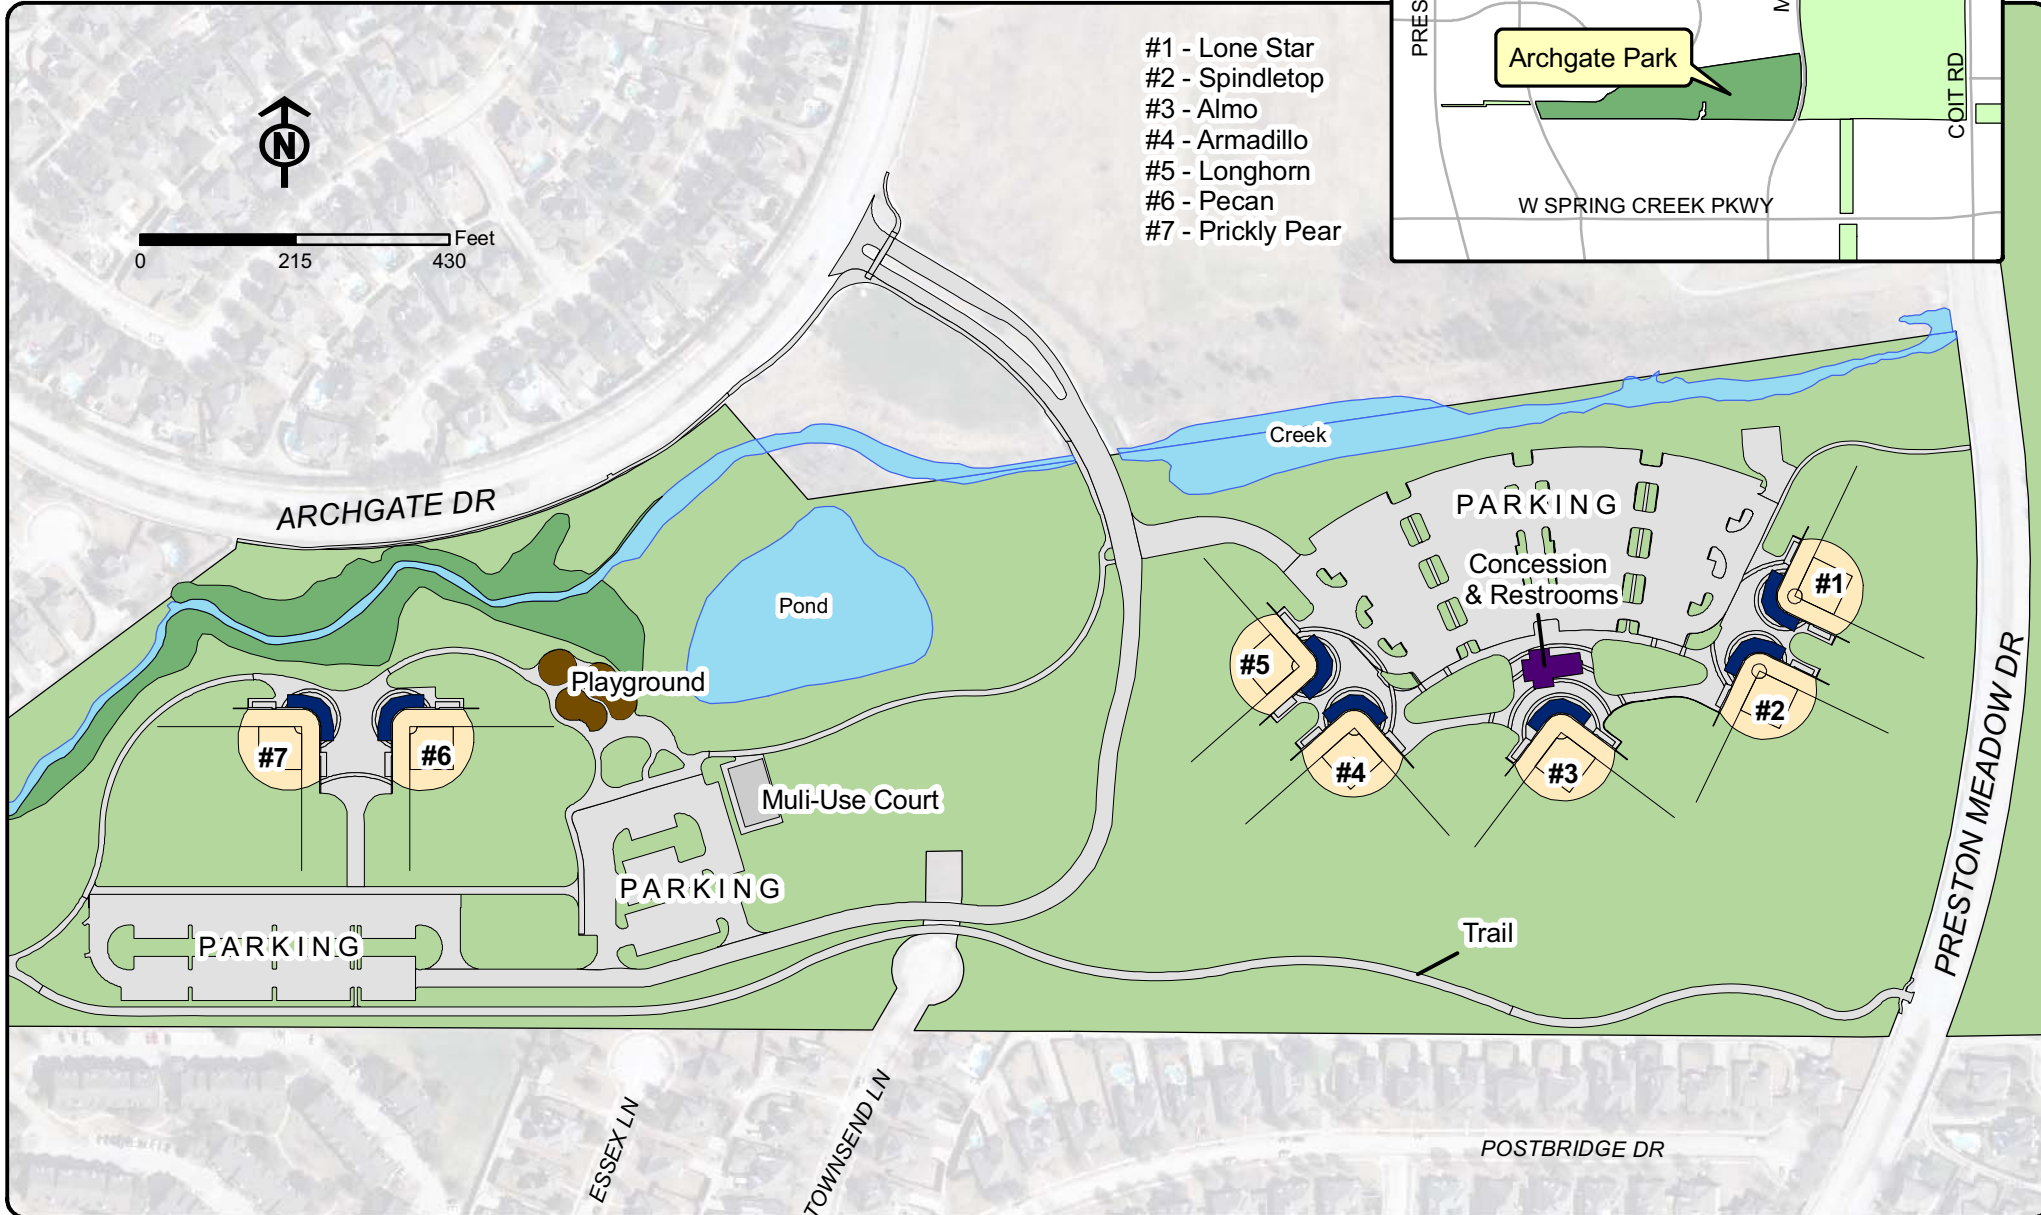 #1 - Lone Star
#2 - Spindletop
#3 - Almo
#4 - Armadillo
#5 - Longhorn
#6 - Pecan
#7 - Prickly Pear
PRES
M
Archgate Park
COIT RD
W SPRING CREEK PKWY
N
Feet
0 215 430
Creek
ARCHGATE DR
PARKING
Concession
& Restrooms
Pond
#1
#5
#2
Playground
#7
#6
#4
#3
Muli-Use Court
PARKING
PARKING
Trail
PRESTON MEADOW DR
ESSEX LN
TOWNSEND LN
POSTBRIDGE DR